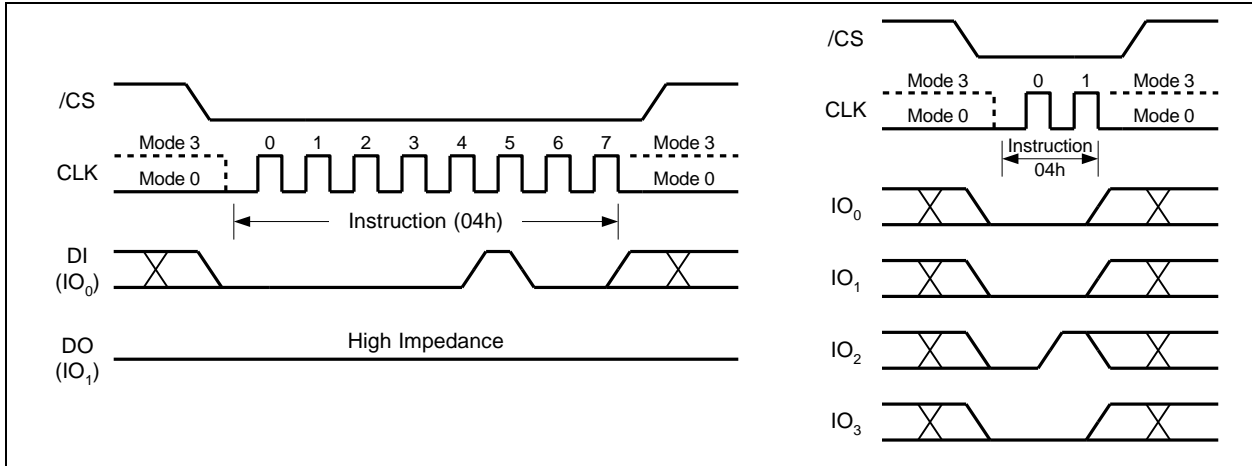 /CS
Mode 3 0 1 2 3 4 5 6 7 Mode 3
CLK Mode 0 Mode 0
Instruction (04h)
DI
(IO0)
High Impedance
DO
(IO1)
/CS
Mode 3 0 1 Mode 3
CLK Mode 0 Mode 0
Instruction
04h
IO0
IO1
IO2
IO3